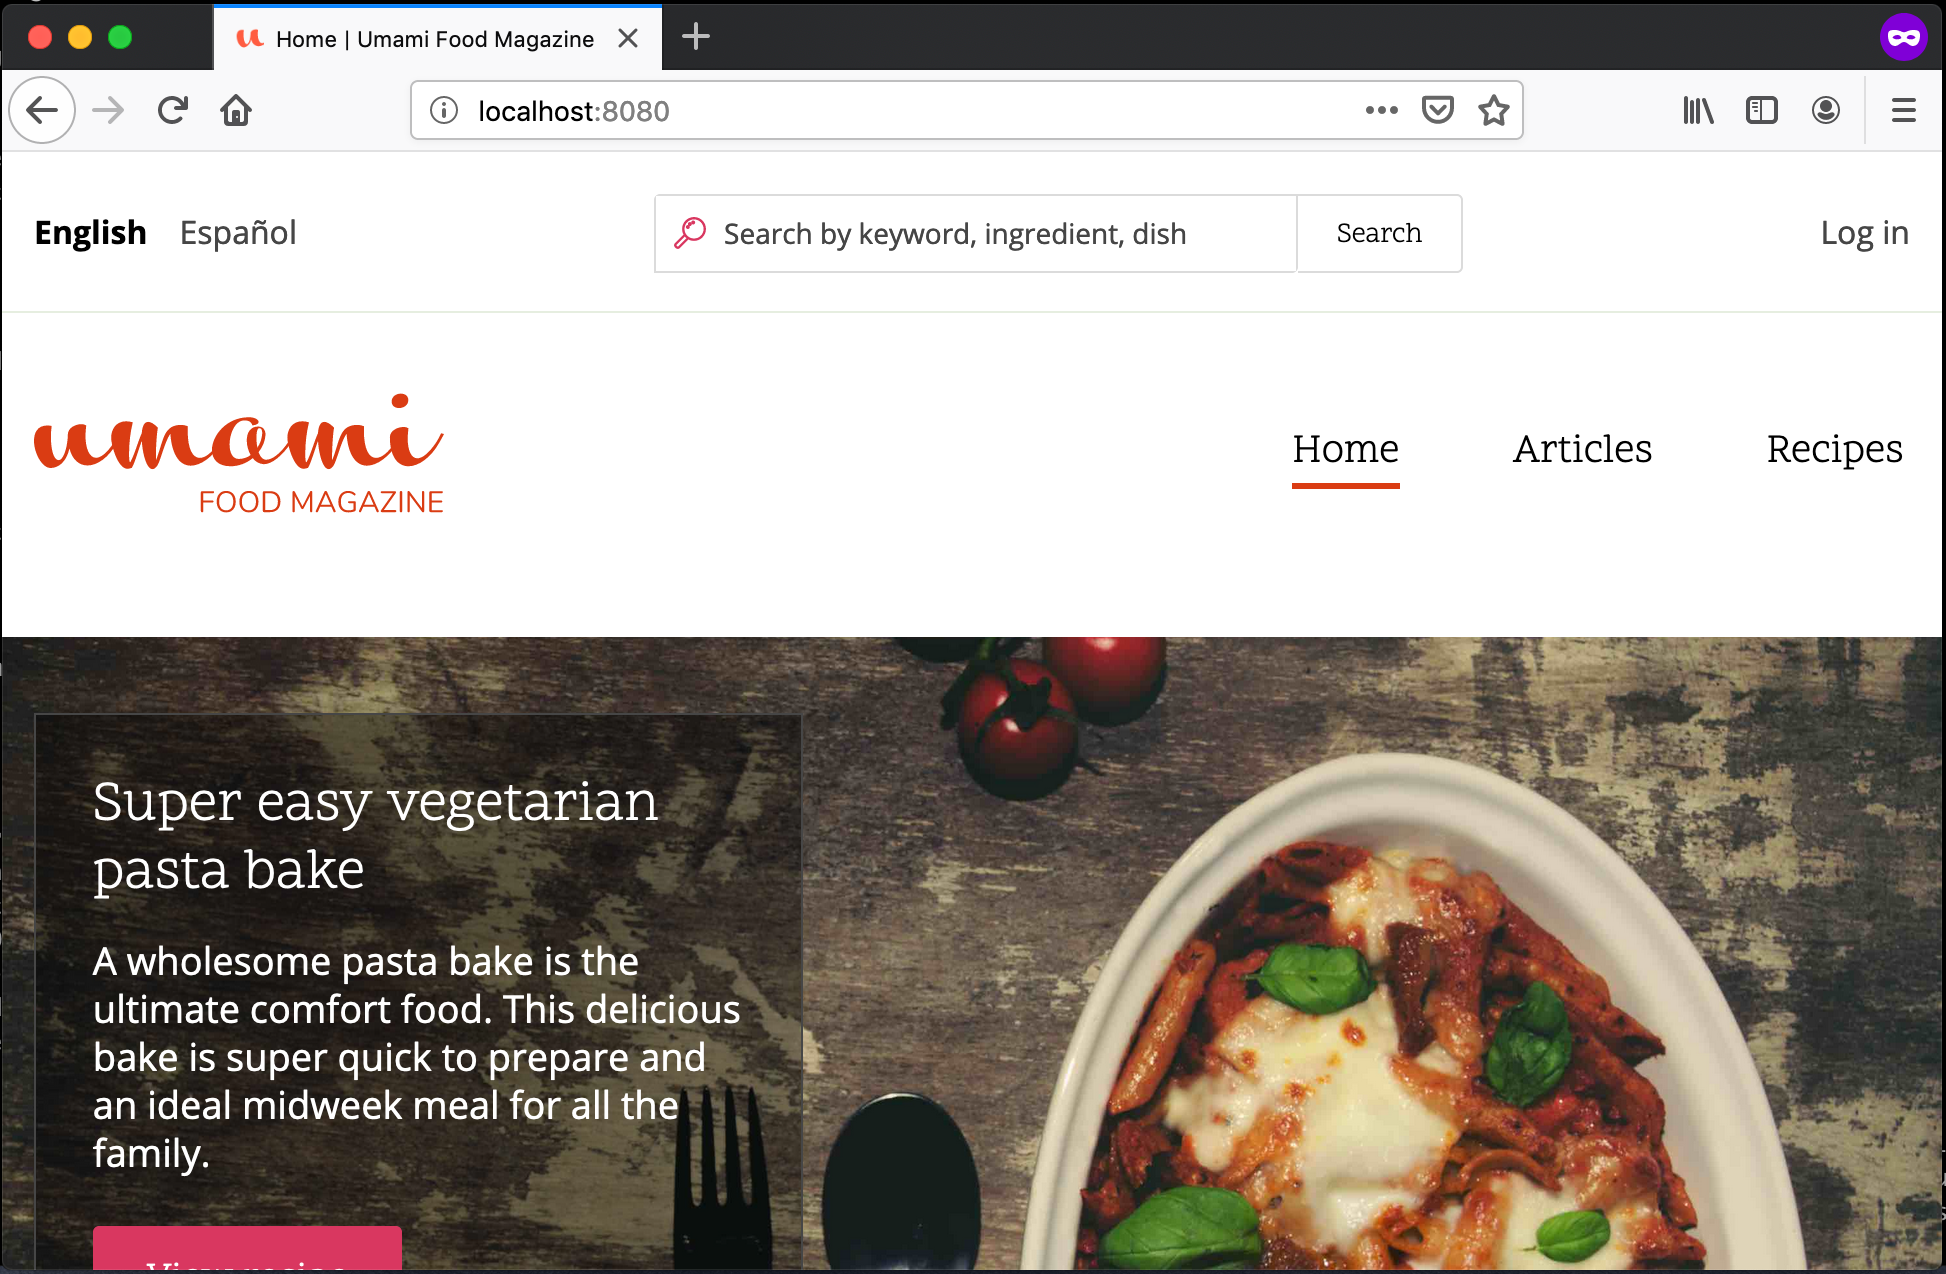 Home | Umami Food Magazine
localhost:8080
English Español
Search by keyword, ingredient, dish
Search
Log in
umami
FOOD MAGAZINE
Home Articles Recipes
Super easy vegetarian
pasta bake
A wholesome pasta bake is the
ultimate comfort food. This delicious
bake is super quick to prepare and
an ideal midweek meal for all the
family.
View recipe